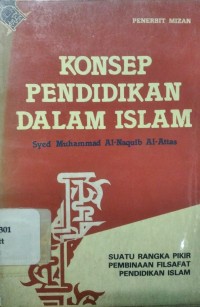 PENERBIT MIZAN
KONSEP
PENDIDIKAN
DALAM ISLAM
Syed Muhammad Al-Naquib Al-Attas
301
SUATU RANGKA PIKIR
PEMBINAAN FILSAFAT
PENDIDIKAN ISLAM